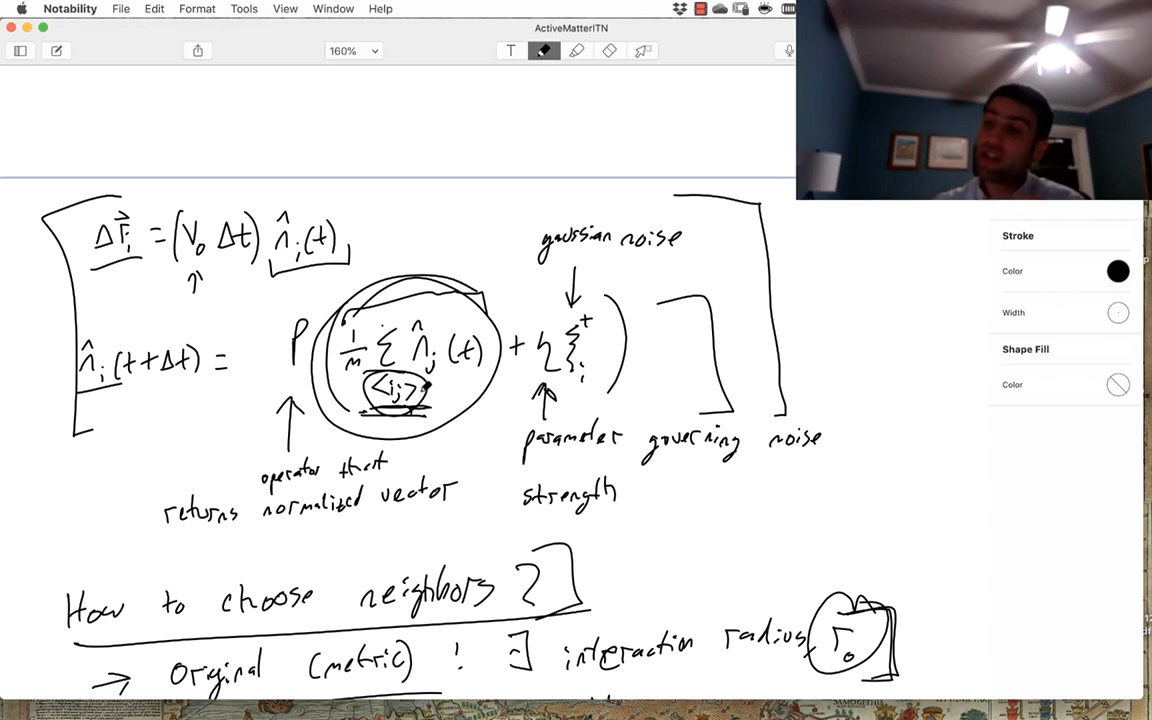 Notability File Edit Format Tools View Window Help
ActiveMatterITN
160%
T
Δr⃗ᵢ = (V₀ Δt) n̂ᵢ(t)
gaussian noise
n̂ᵢ(t+Δt) = P(1/n Σ n̂ⱼ(t) + η ξᵢᵗ)
<ij>
parameter governing noise
strength
operator that
returns normalized vector
How to choose neighbors ?
→ Original (metric) : ∃ interaction radius r₀
Stroke
Color
Width
Shape Fill
Color